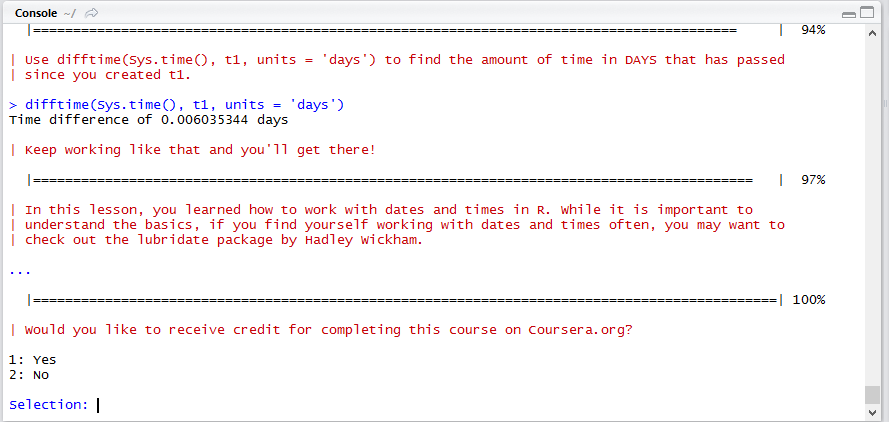 Console ~/
|========================================================================================= | 94%
| Use difftime(Sys.time(), t1, units = 'days') to find the amount of time in DAYS that has passed
| since you created t1.
> difftime(Sys.time(), t1, units = 'days')
Time difference of 0.006035344 days
| Keep working like that and you'll get there!
|=========================================================================================== | 97%
| In this lesson, you learned how to work with dates and times in R. While it is important to
| understand the basics, if you find yourself working with dates and times often, you may want to
| check out the lubridate package by Hadley Wickham.
...
|==============================================================================================| 100%
| Would you like to receive credit for completing this course on Coursera.org?
1: Yes
2: No
Selection: